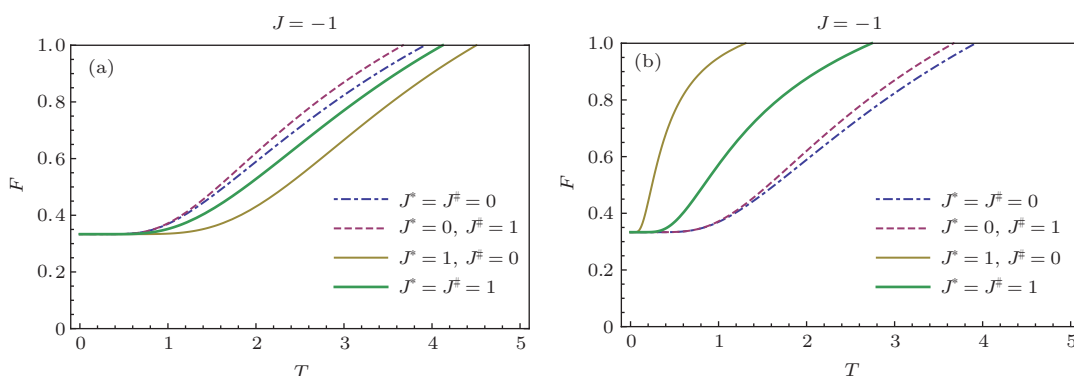 J = −1
(a)
1.0
0.8
0.6
0.4
0.2
0
F
J* = J# = 0
J* = 0, J# = 1
J* = 1, J# = 0
J* = J# = 1
0 1 2 3 4 5
T
J = −1
(b)
1.0
0.8
0.6
0.4
0.2
0
F
J* = J# = 0
J* = 0, J# = 1
J* = 1, J# = 0
J* = J# = 1
0 1 2 3 4 5
T